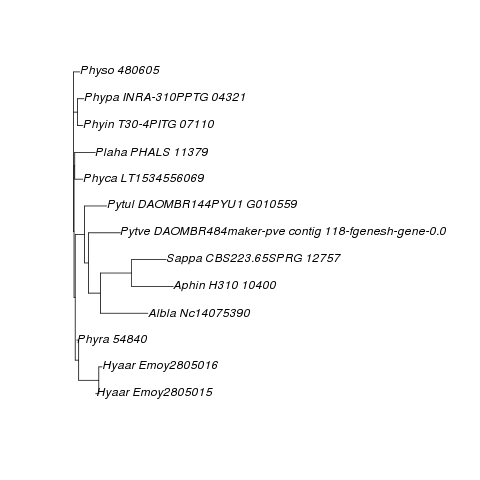 Physo 480605
Phypa INRA-310PPTG 04321
Phyin T30-4PITG 07110
Plaha PHALS 11379
Phyca LT1534556069
Pytul DAOMBR144PYU1 G010559
Pytve DAOMBR484maker-pve contig 118-fgenesh-gene-0.0
Sappa CBS223.65SPRG 12757
Aphin H310 10400
Albla Nc14075390
Phyra 54840
Hyaar Emoy2805016
Hyaar Emoy2805015